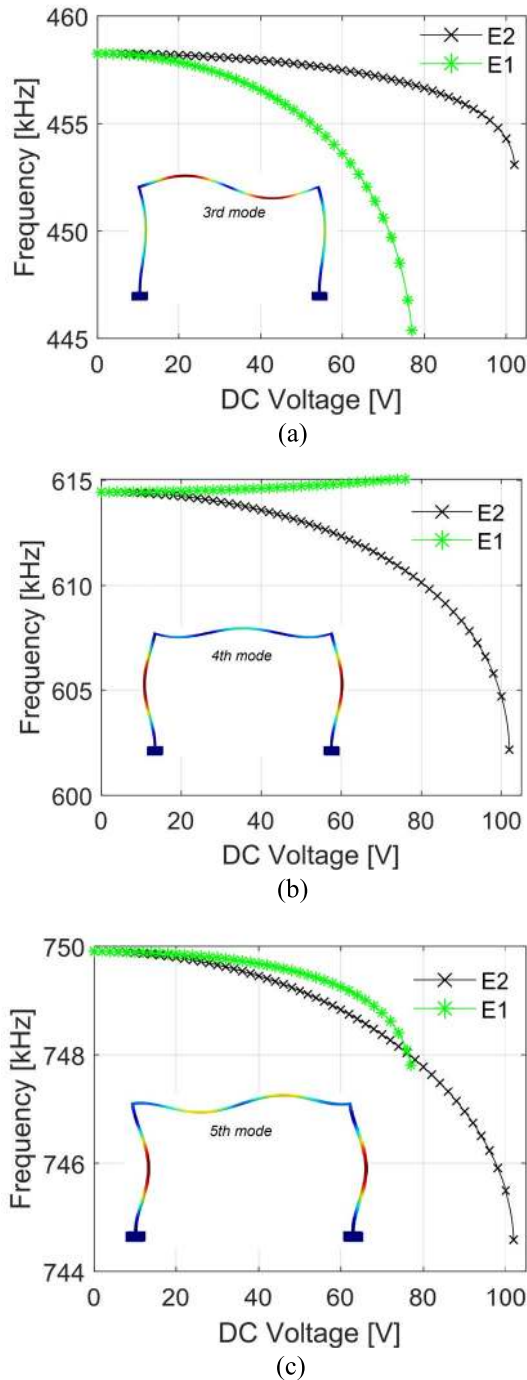 460
455
450
445
Frequency [kHz]
E2
E1
3rd mode
0 20 40 60 80 100
DC Voltage [V]
(a)
615
610
605
600
Frequency [kHz]
E2
E1
4th mode
0 20 40 60 80 100
DC Voltage [V]
(b)
750
748
746
744
Frequency [kHz]
E2
E1
5th mode
0 20 40 60 80 100
DC Voltage [V]
(c)